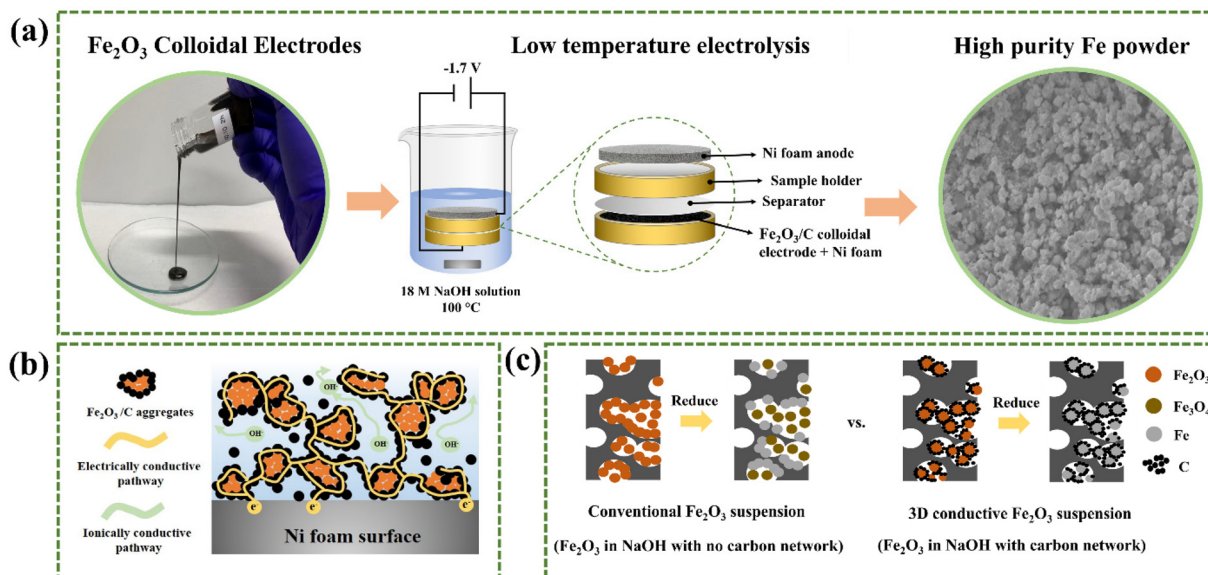 (a)
Fe₂O₃ Colloidal Electrodes
Low temperature electrolysis
High purity Fe powder
-1.7 V
18 M NaOH solution
100 °C
Ni foam anode
Sample holder
Separator
Fe₂O₃/C colloidal
electrode + Ni foam
(b)
Fe₂O₃/C aggregates
Electrically conductive
pathway
Ionically conductive
pathway
OH⁻
OH⁻
OH⁻
OH⁻
e⁻
e⁻
e⁻
Ni foam surface
(c)
Reduce
vs.
Reduce
Fe₂O₃
Fe₃O₄
Fe
C
Conventional Fe₂O₃ suspension
(Fe₂O₃ in NaOH with no carbon network)
3D conductive Fe₂O₃ suspension
(Fe₂O₃ in NaOH with carbon network)